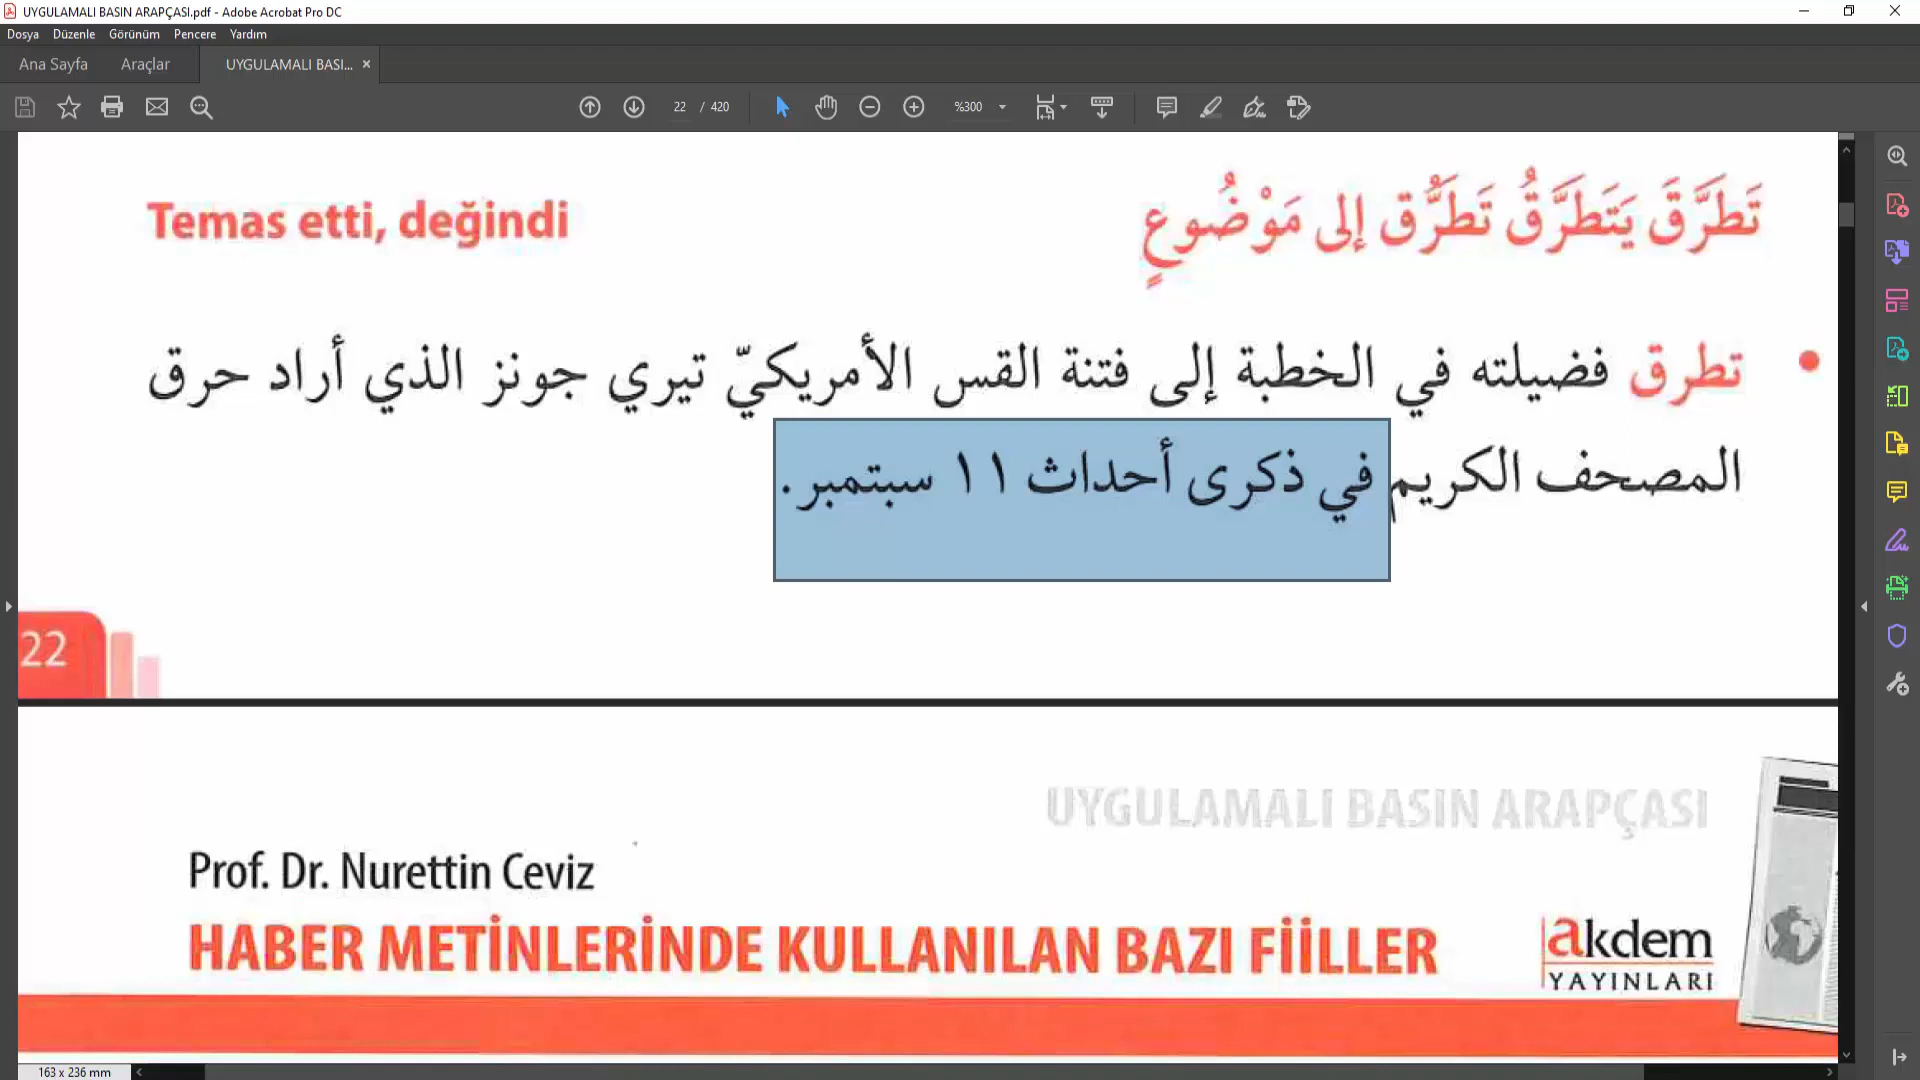 UYGULAMALI BASIN ARAPÇASI.pdf - Adobe Acrobat Pro DC
Dosya Düzenle Görünüm Pencere Yardım
Ana Sayfa Araçlar UYGULAMALI BASI... ×
22 / 420 %300
Temas etti, değindi
تَطَرَّقَ يَتَطَرَّقُ تَطَرُّق إلى مَوْضُوعٍ
• تطرق فضيلته في الخطبة إلى فتنة القس الأمريكيّ تيري جونز الذي أراد حرق
المصحف الكريم في ذكرى أحداث ١١ سبتمبر.
22
UYGULAMALI BASIN ARAPÇASI
Prof. Dr. Nurettin Ceviz
HABER METİNLERİNDE KULLANILAN BAZI FİİLLER
akdem
YAYINLARI
163 x 236 mm